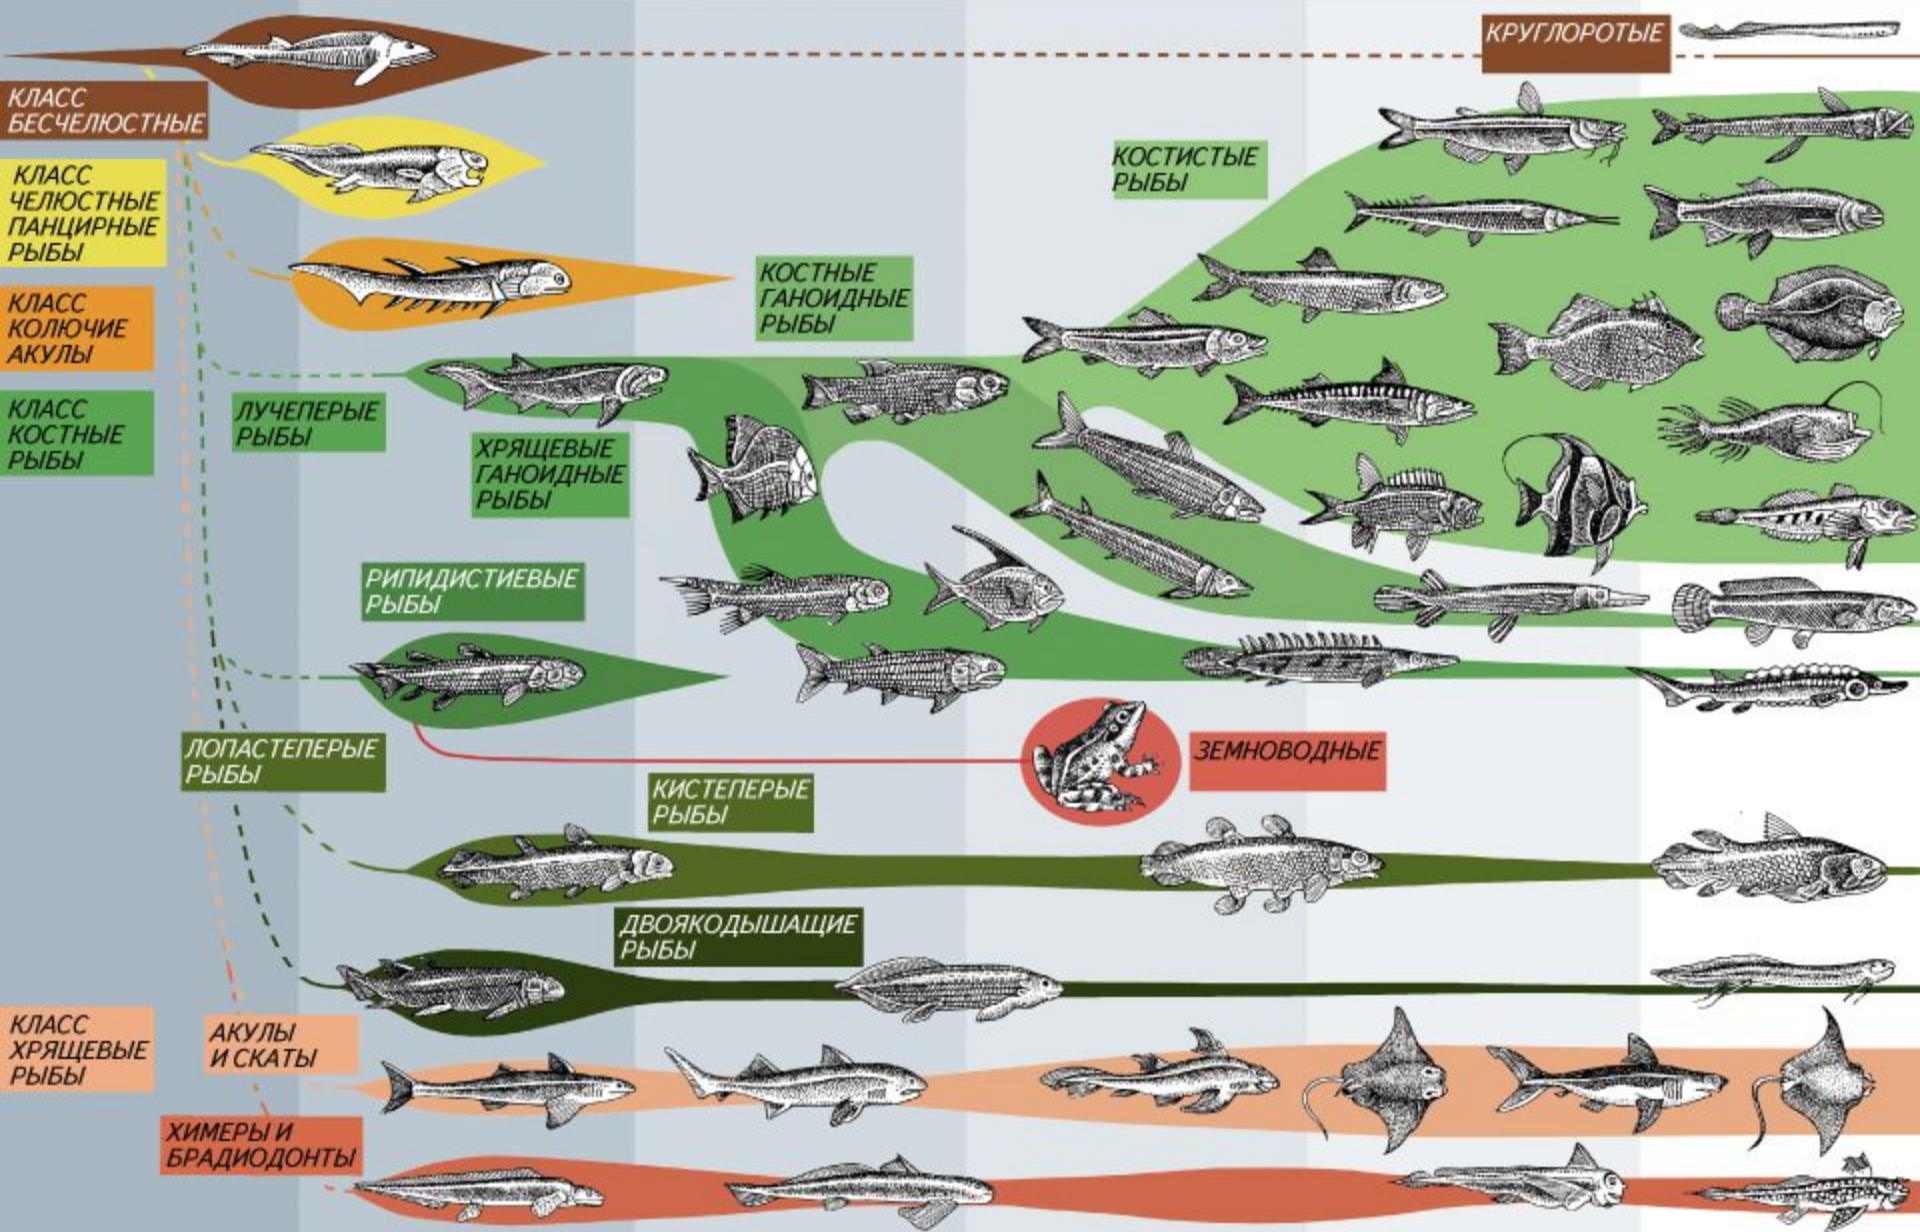 КРУГЛОРОТЫЕ
КЛАСС
БЕСЧЕЛЮСТНЫЕ
КОСТИСТЫЕ
РЫБЫ
КЛАСС
ЧЕЛЮСТНЫЕ
ПАНЦИРНЫЕ
РЫБЫ
КОСТНЫЕ
ГАНОИДНЫЕ
РЫБЫ
КЛАСС
КОЛЮЧИЕ
АКУЛЫ
КЛАСС
КОСТНЫЕ
РЫБЫ
ЛУЧЕПЕРЫЕ
РЫБЫ
ХРЯЩЕВЫЕ
ГАНОИДНЫЕ
РЫБЫ
РИПИДИСТИЕВЫЕ
РЫБЫ
ЛОПАСТЕПЕРЫЕ
РЫБЫ
ЗЕМНОВОДНЫЕ
КИСТЕПЕРЫЕ
РЫБЫ
ДВОЯКОДЫШАЩИЕ
РЫБЫ
КЛАСС
ХРЯЩЕВЫЕ
РЫБЫ
АКУЛЫ
И СКАТЫ
ХИМЕРЫ И
БРАДИОДОНТЫ